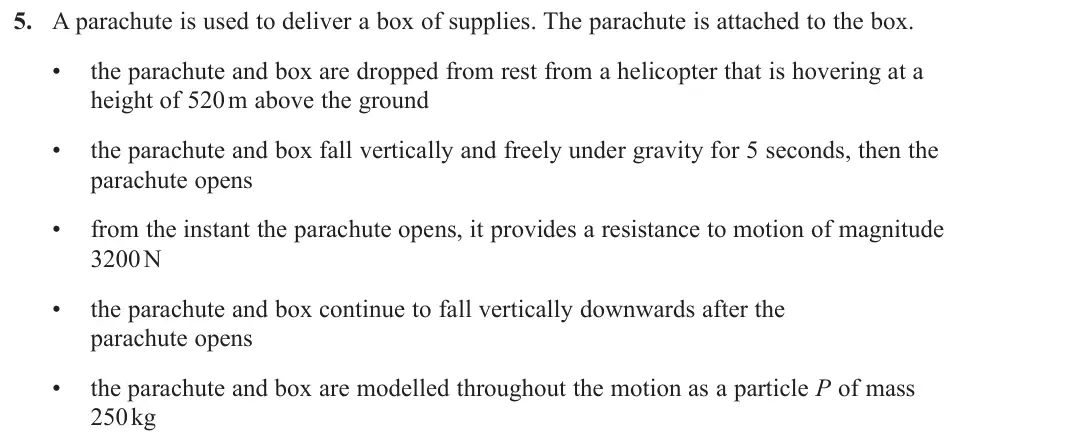 5. A parachute is used to deliver a box of supplies. The parachute is attached to the box.
• the parachute and box are dropped from rest from a helicopter that is hovering at a
height of 520 m above the ground
• the parachute and box fall vertically and freely under gravity for 5 seconds, then the
parachute opens
• from the instant the parachute opens, it provides a resistance to motion of magnitude
3200 N
• the parachute and box continue to fall vertically downwards after the
parachute opens
• the parachute and box are modelled throughout the motion as a particle P of mass
250 kg